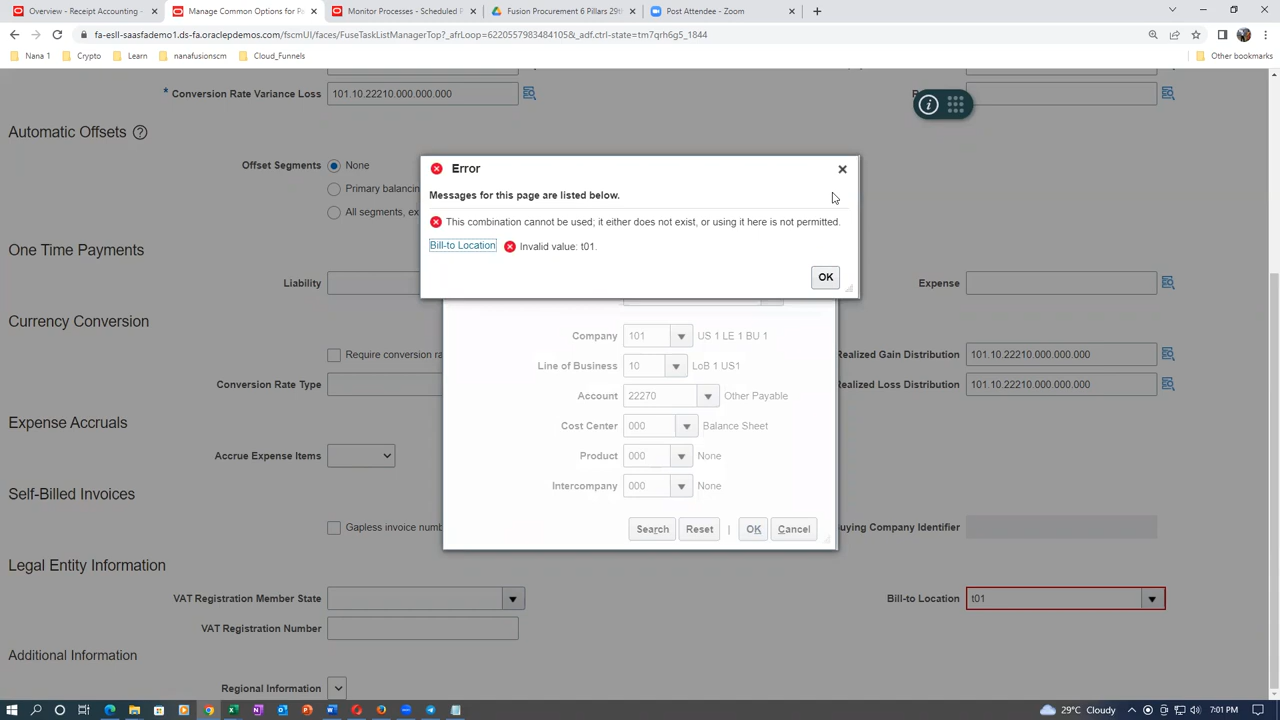 Overview - Receipt Accounting -
Manage Common Options for Pa
Monitor Processes - Scheduled P
Fusion Procurement 6 Pillars 29th
Post Attendee - Zoom
fa-esll-saasfademo1.ds-fa.oraclepdemos.com/fscmUI/faces/FuseTaskListManagerTop?_afrLoop=62205579834841​05&_adf.ctrl-state=tm7qrh6g5_1844
Nana 1
Crypto
Learn
nanafusionscm
Cloud_Funnels
Other bookmarks
* Conversion Rate Variance Loss 101.10.22210.000.000.000
Automatic Offsets
Offset Segments None
Primary balancing
All segments, ex
Error
Messages for this page are listed below.
This combination cannot be used; it either does not exist, or using it here is not permitted.
Bill-to Location Invalid value: t01.
OK
One Time Payments
Liability
Expense
Currency Conversion
Require conversion ra
Realized Gain Distribution 101.10.22210.000.000.000
Conversion Rate Type
Realized Loss Distribution 101.10.22210.000.000.000
Company 101 US 1 LE 1 BU 1
Line of Business 10 LoB 1 US1
Account 22270 Other Payable
Cost Center 000 Balance Sheet
Product 000 None
Intercompany 000 None
Search Reset | OK Cancel
Expense Accruals
Accrue Expense Items
Self-Billed Invoices
Gapless invoice numb
uying Company Identifier
Legal Entity Information
VAT Registration Member State
Bill-to Location t01
VAT Registration Number
Additional Information
Regional Information
29°C Cloudy
7:01 PM